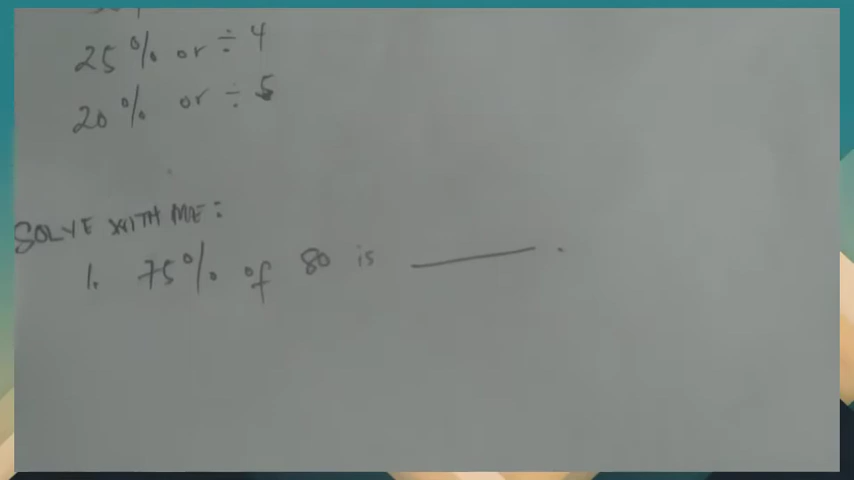 25% or ÷ 4
20% or ÷ 5
SOLVE WITH ME:
1. 75% of 80 is ______.